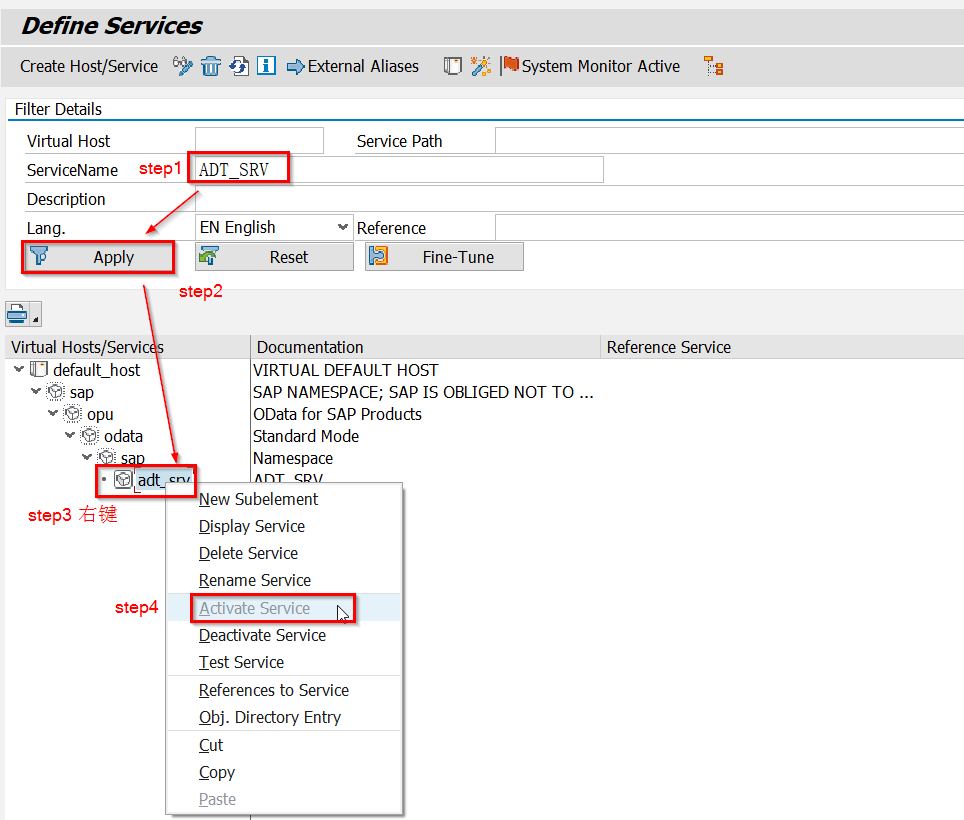 Define Services
Create Host/Service External Aliases System Monitor Active
Filter Details
Virtual Host Service Path
ServiceName step1 ADT_SRV
Description
Lang. EN English Reference
Apply Reset Fine-Tune
step2
Virtual Hosts/Services Documentation Reference Service
default_host VIRTUAL DEFAULT HOST
sap SAP NAMESPACE; SAP IS OBLIGED NOT TO ...
opu OData for SAP Products
odata Standard Mode
sap Namespace
adt_srv ADT_SRV
step3 右键
New Subelement
Display Service
Delete Service
Rename Service
step4 Activate Service
Deactivate Service
Test Service
References to Service
Obj. Directory Entry
Cut
Copy
Paste